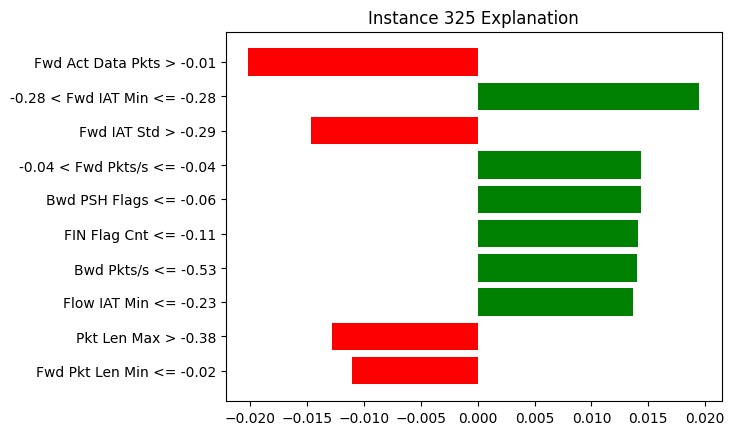 Instance 325 Explanation
Fwd Act Data Pkts > -0.01
-0.28 < Fwd IAT Min <= -0.28
Fwd IAT Std > -0.29
-0.04 < Fwd Pkts/s <= -0.04
Bwd PSH Flags <= -0.06
FIN Flag Cnt <= -0.11
Bwd Pkts/s <= -0.53
Flow IAT Min <= -0.23
Pkt Len Max > -0.38
Fwd Pkt Len Min <= -0.02
−0.020 −0.015 −0.010 −0.005 0.000 0.005 0.010 0.015 0.020